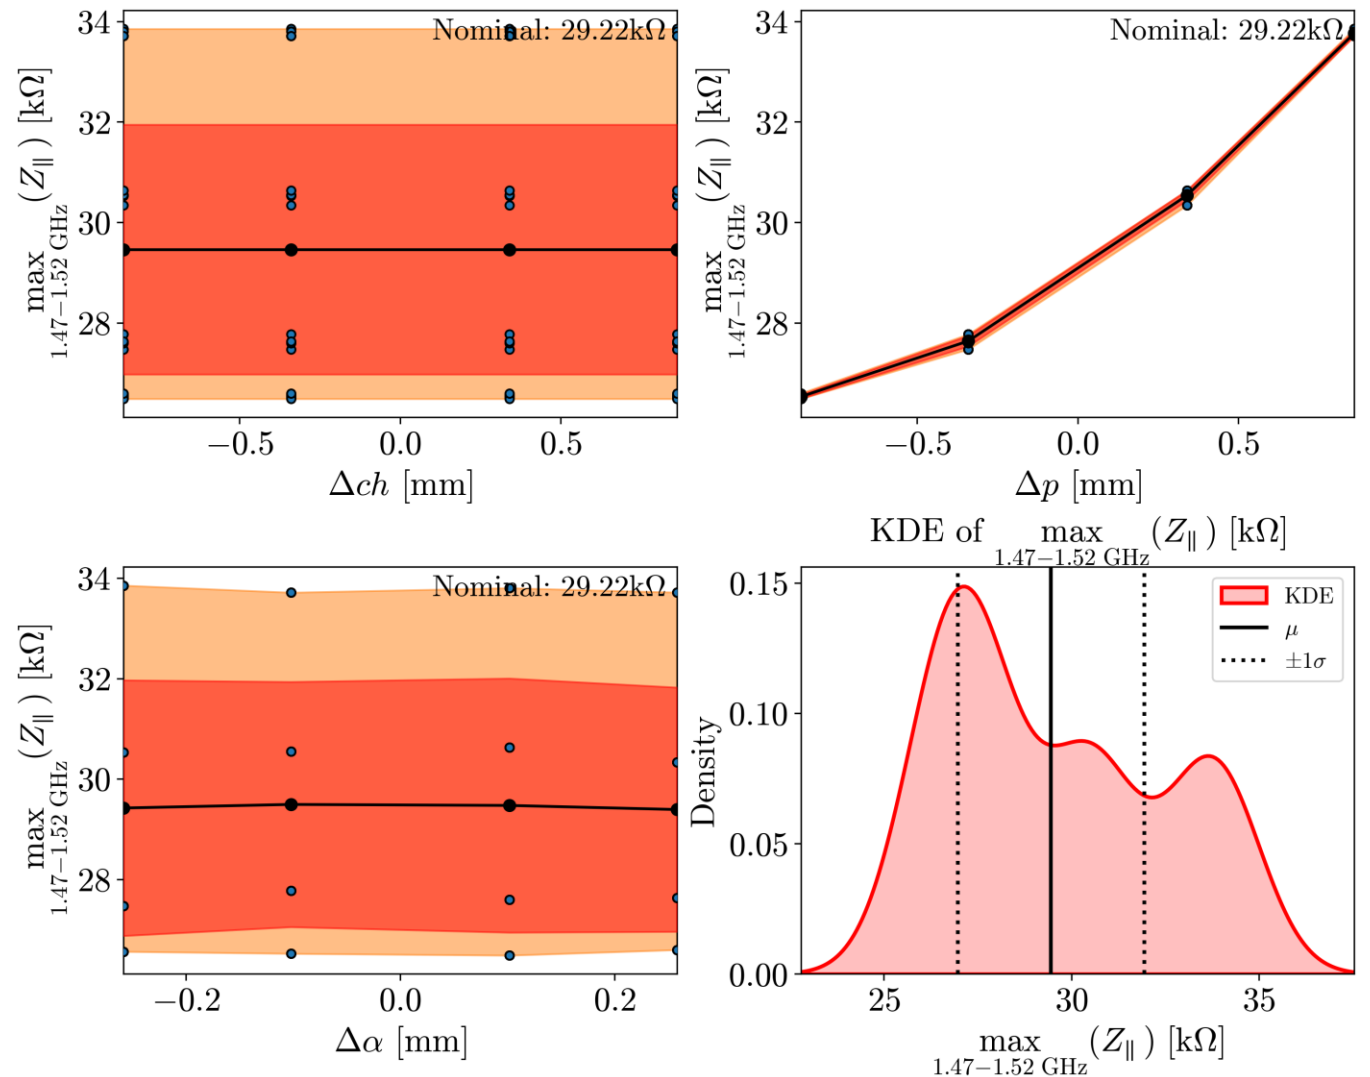 Nominal: 29.22kΩ
34
32
30
28
max (Z∥) [kΩ]
1.47−1.52 GHz
−0.5 0.0 0.5
Δch [mm]
Nominal: 29.22kΩ
34
32
30
28
max (Z∥) [kΩ]
1.47−1.52 GHz
−0.5 0.0 0.5
Δp [mm]
Nominal: 29.22kΩ
34
32
30
28
max (Z∥) [kΩ]
1.47−1.52 GHz
−0.2 0.0 0.2
Δα [mm]
KDE of max (Z∥) [kΩ]
1.47−1.52 GHz
KDE
μ
±1σ
0.15
0.10
0.05
0.00
Density
25 30 35
max (Z∥) [kΩ]
1.47−1.52 GHz